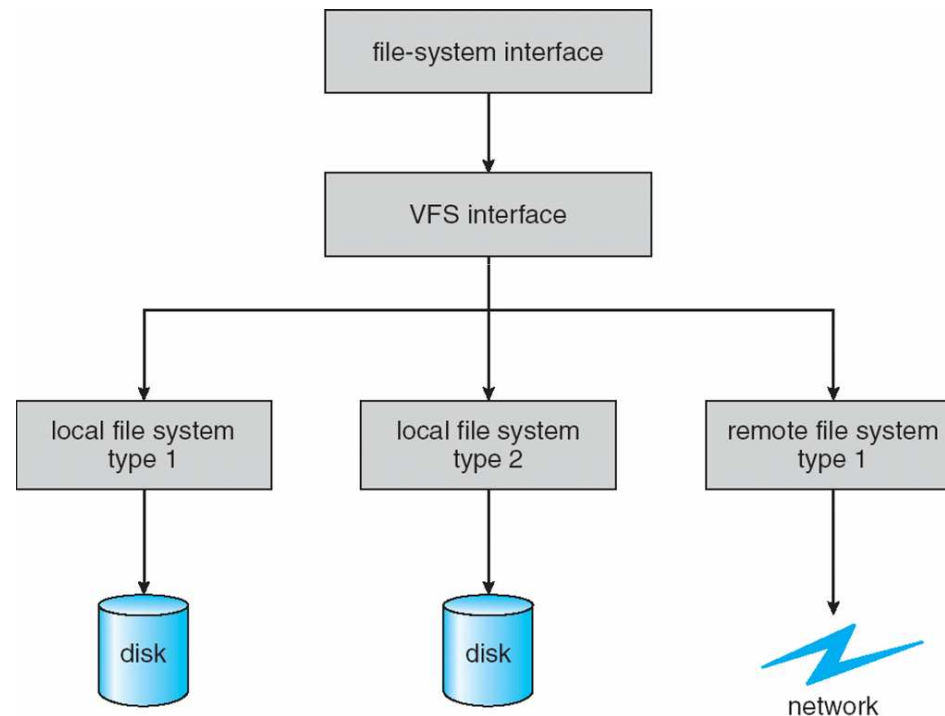 file-system interface
VFS interface
local file system
type 1
local file system
type 2
remote file system
type 1
disk
disk
network